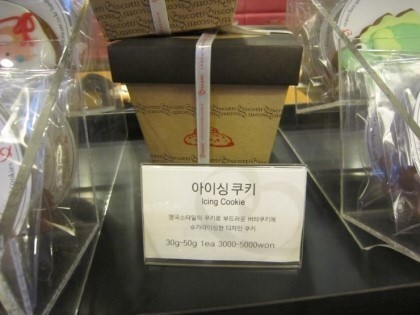 Biscotti
아이싱쿠키
Icing Cookie
영국스타일의 쿠키로 부드러운 버터쿠키에
슈가아이싱한 디자인 쿠키
30g-50g 1ea 3000-5000won